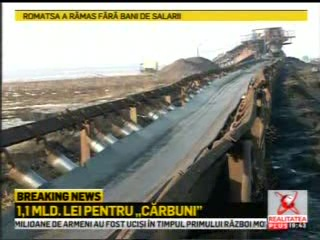 ROMATSA A RĂMAS FĂRĂ BANI DE SALARII
BREAKING NEWS
1,1 MLD. LEI PENTRU „CĂRBUNI”
MILIOANE DE ARMENI AU FOST UCIȘI ÎN TIMPUL PRIMULUI RĂZBOI
REALITATEA
PLUS
19:43